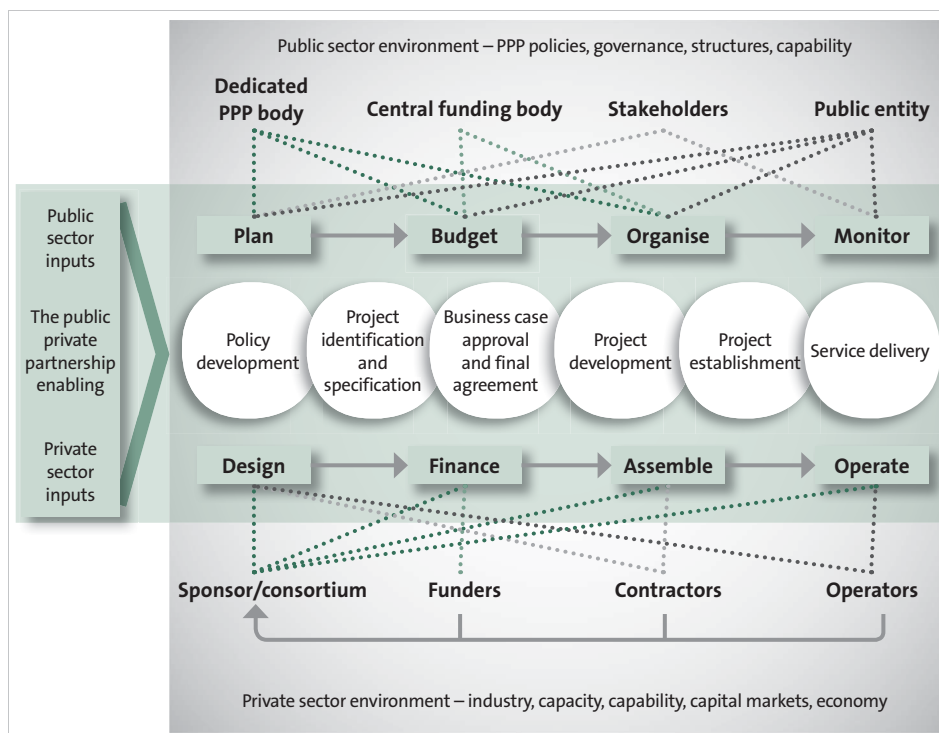 Public sector environment – PPP policies, governance, structures, capability
Dedicated
PPP body
Central funding body
Stakeholders
Public entity
Public
sector
inputs
The public
private
partnership
enabling
Private
sector
inputs
Plan
Budget
Organise
Monitor
Policy
development
Project
identification
and
specification
Business case
approval
and final
agreement
Project
development
Project
establishment
Service delivery
Design
Finance
Assemble
Operate
Sponsor/consortium
Funders
Contractors
Operators
Private sector environment – industry, capacity, capability, capital markets, economy